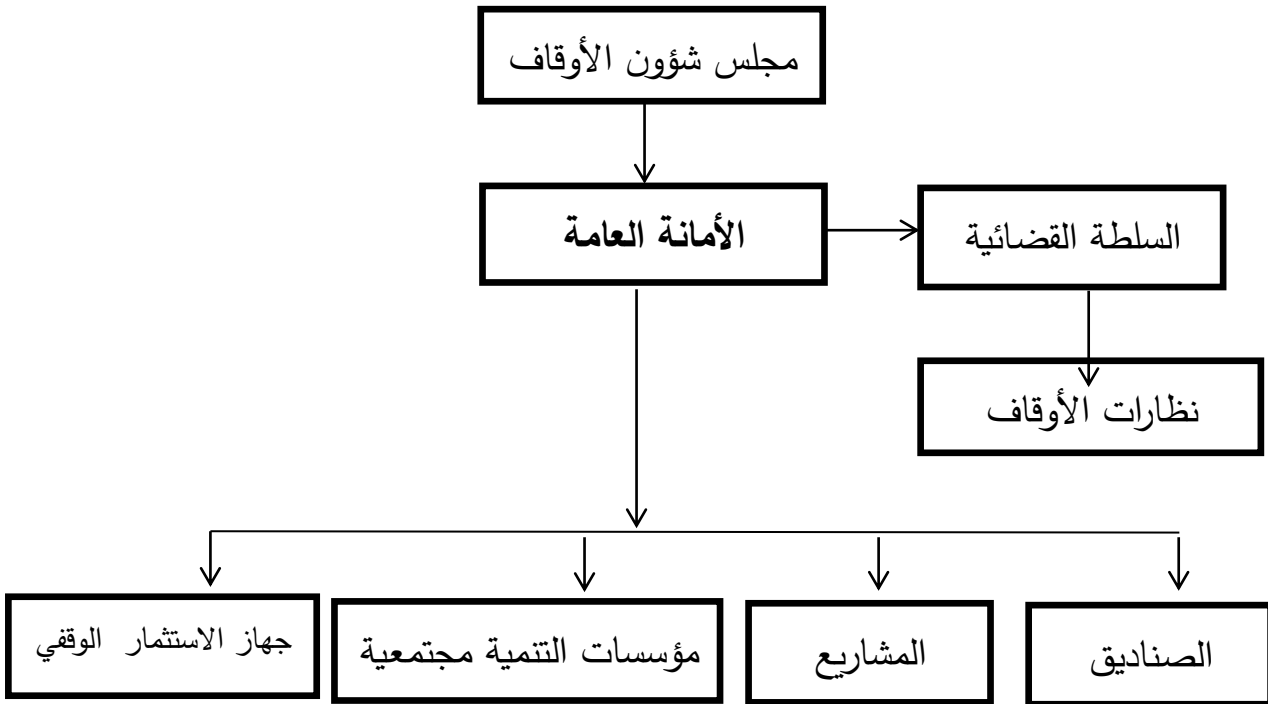 مجلس شؤون الأوقاف
الأمانة العامة
السلطة القضائية
نظارات الأوقاف
الصناديق
المشاريع
مؤسسات التنمية مجتمعية
جهاز الاستثمار الوقفي